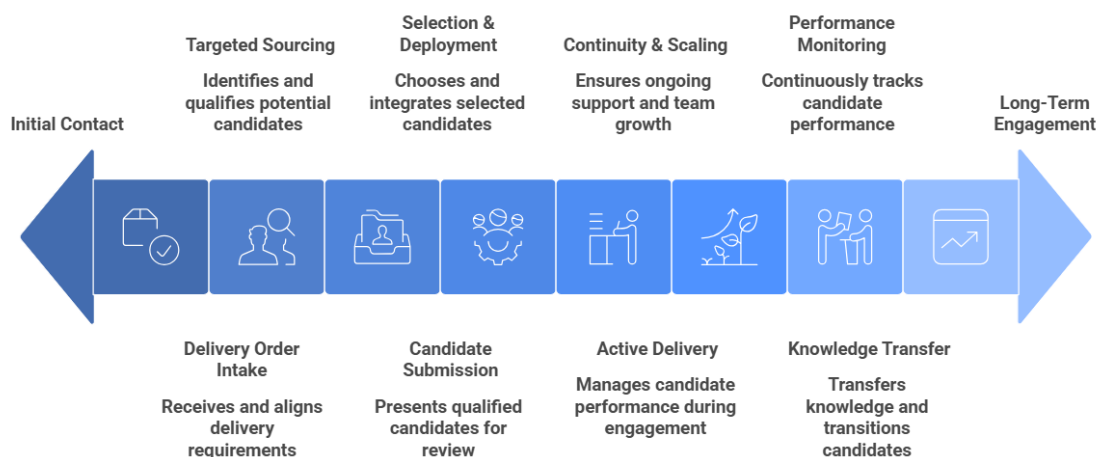 Initial Contact
Targeted Sourcing
Identifies and
qualifies potential
candidates
Selection &
Deployment
Chooses and
integrates selected
candidates
Continuity & Scaling
Ensures ongoing
support and team
growth
Performance
Monitoring
Continuously tracks
candidate
performance
Long-Term
Engagement
Delivery Order
Intake
Receives and aligns
delivery
requirements
Candidate
Submission
Presents qualified
candidates for
review
Active Delivery
Manages candidate
performance during
engagement
Knowledge Transfer
Transfers
knowledge and
transitions
candidates